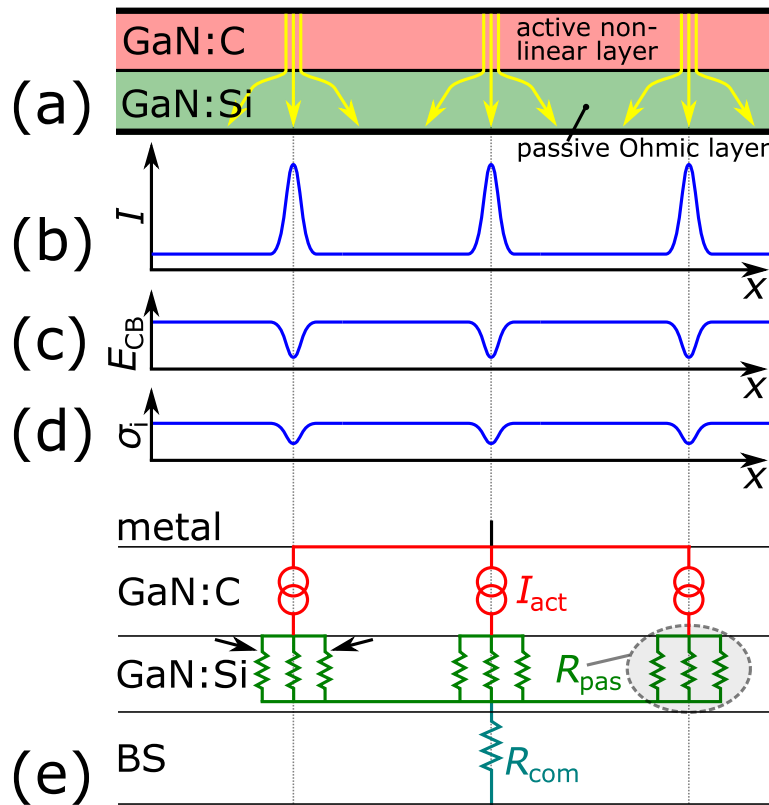 GaN:C
active non-
linear layer
(a)
GaN:Si
passive Ohmic layer
(b)
I
x
(c)
E_CB
x
(d)
σ_i
x
metal
GaN:C
I_act
GaN:Si
R_pas
BS
R_com
(e)